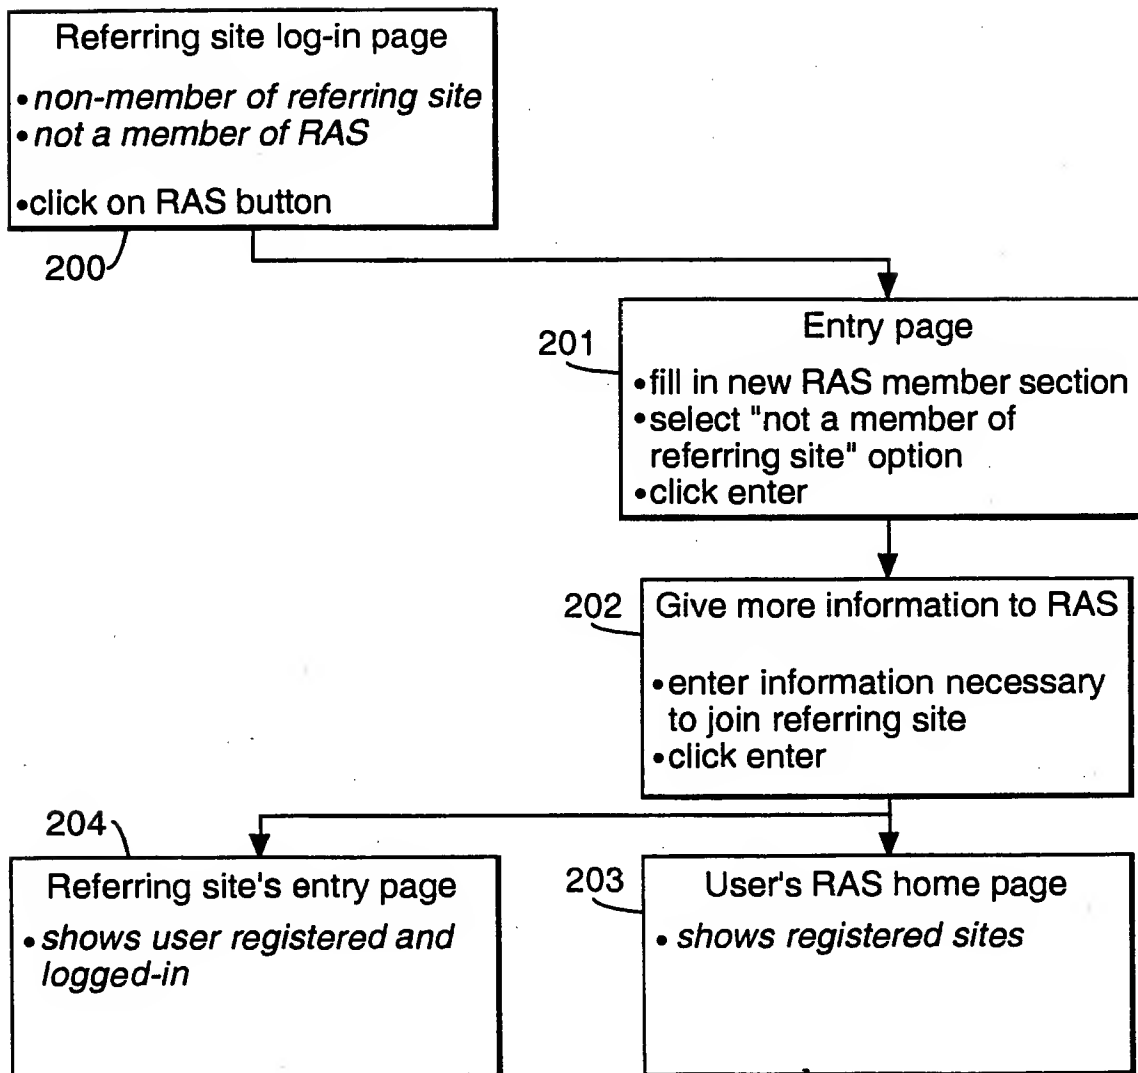 Referring site log-in page
•non-member of referring site
•not a member of RAS
•click on RAS button
200
201
Entry page
•fill in new RAS member section
•select "not a member of
referring site" option
•click enter
202
Give more information to RAS
•enter information necessary
to join referring site
•click enter
204
Referring site's entry page
• shows user registered and
logged-in
203
User's RAS home page
• shows registered sites